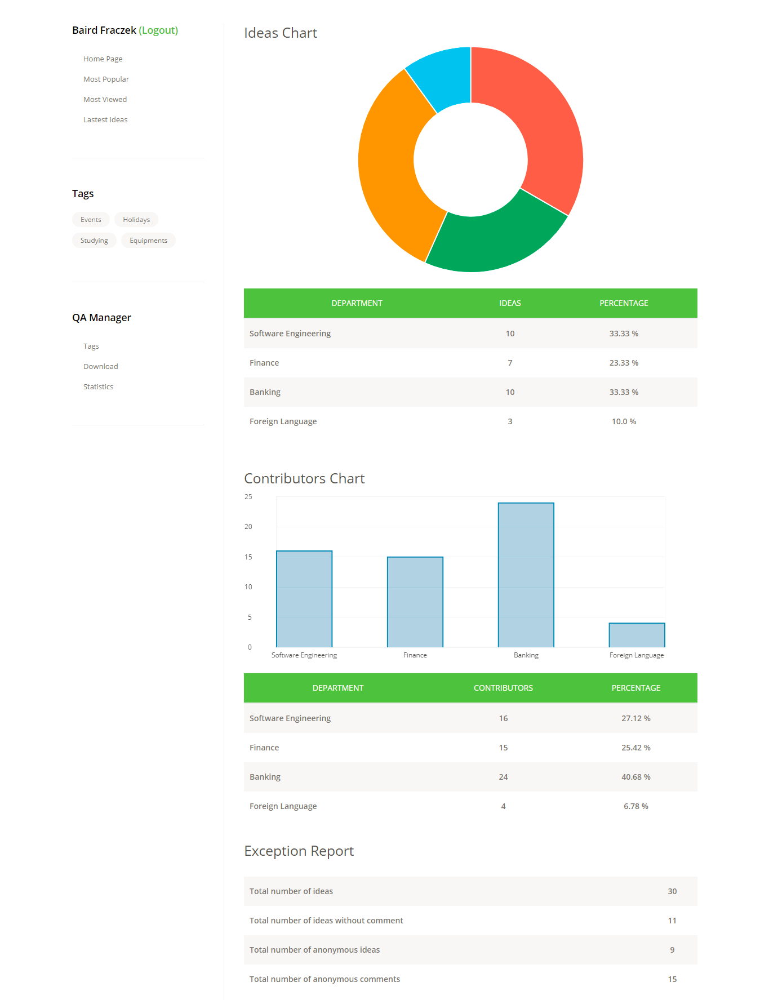 Baird Fraczek (Logout)
Home Page
Most Popular
Most Viewed
Lastest Ideas
Tags
Events Holidays
Studying Equipments
QA Manager
Tags
Download
Statistics
Ideas Chart
DEPARTMENT IDEAS PERCENTAGE
Software Engineering 10 33.33 %
Finance 7 23.33 %
Banking 10 33.33 %
Foreign Language 3 10.0 %
Contributors Chart
25
20
15
10
5
0
Software Engineering Finance Banking Foreign Language
DEPARTMENT CONTRIBUTORS PERCENTAGE
Software Engineering 16 27.12 %
Finance 15 25.42 %
Banking 24 40.68 %
Foreign Language 4 6.78 %
Exception Report
Total number of ideas 30
Total number of ideas without comment 11
Total number of anonymous ideas 9
Total number of anonymous comments 15